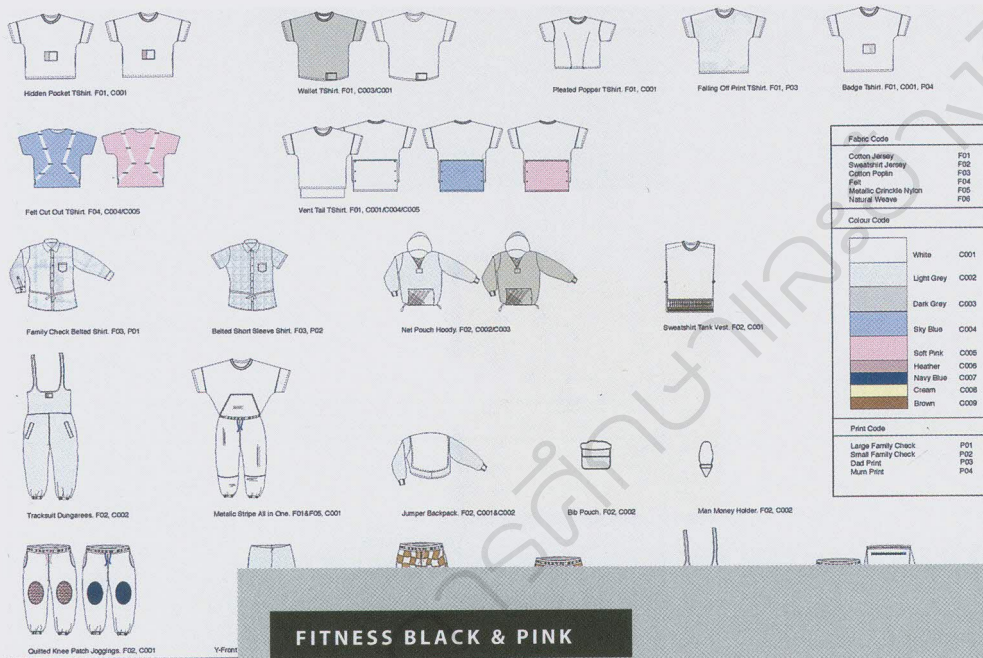 Hidden Pocket TShirt. F01, C001
Wallet TShirt. F01, C003/C001
Pleated Popper TShirt. F01, C001
Falling Off Print TShirt. F01, P03
Badge Tshirt. F01, C001, P04
Felt Cut Out TShirt. F04, C004/C005
Vent Tail TShirt. F01, C001/C004/C005
Fabric Code
Cotton Jersey F01
Sweatshirt Jersey F02
Cotton Poplin F03
Felt F04
Metallic Crinckle Nylon F05
Natural Weave F06
Colour Code
White C001
Light Grey C002
Dark Grey C003
Sky Blue C004
Soft Pink C005
Heather C006
Navy Blue C007
Cream C008
Brown C009
Print Code
Large Family Check P01
Small Family Check P02
Dad Print P03
Mum Print P04
Family Check Belted Shirt. F03, P01
Belted Short Sleeve Shirt. F03, P02
Net Pouch Hoody. F02, C002/C003
Sweatshirt Tank Vest. F02, C001
Tracksuit Dungarees. F02, C002
Metalic Stripe All in One. F01&F05, C001
Jumper Backpack. F02, C001&C002
Bib Pouch. F02, C002
Man Money Holder. F02, C002
Quilted Knee Patch Joggings. F02, C001
Y-Front
FITNESS BLACK & PINK